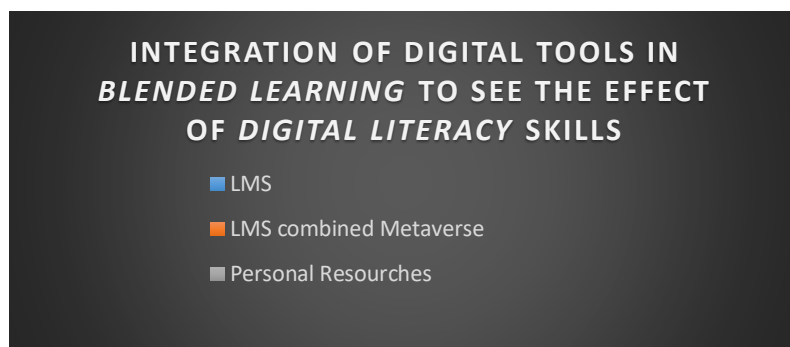 INTEGRATION OF DIGITAL TOOLS IN
BLENDED LEARNING TO SEE THE EFFECT
OF DIGITAL LITERACY SKILLS
LMS
LMS combined Metaverse
Personal Resourches